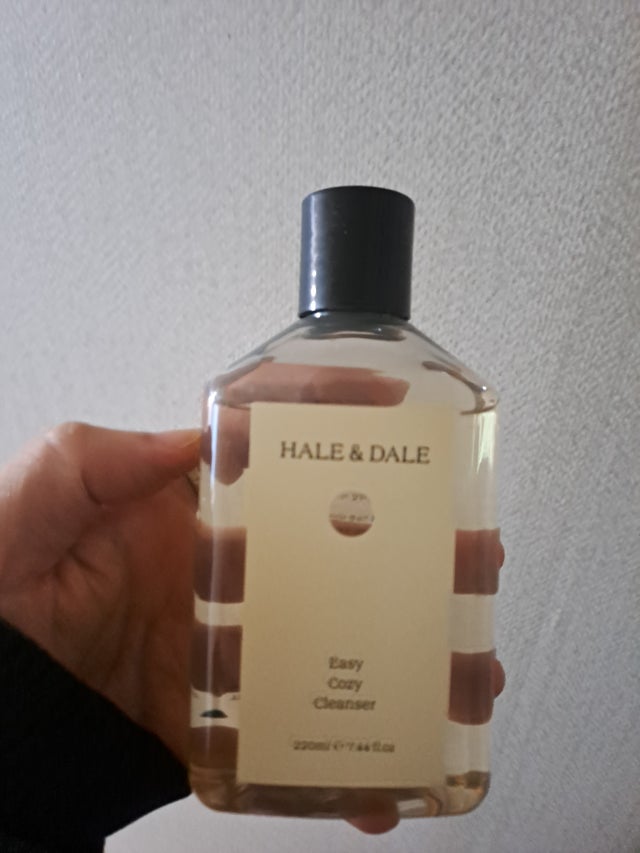 HALE & DALE
Easy
Cozy
Cleanser
220ml ℮ 7.44 fl.oz